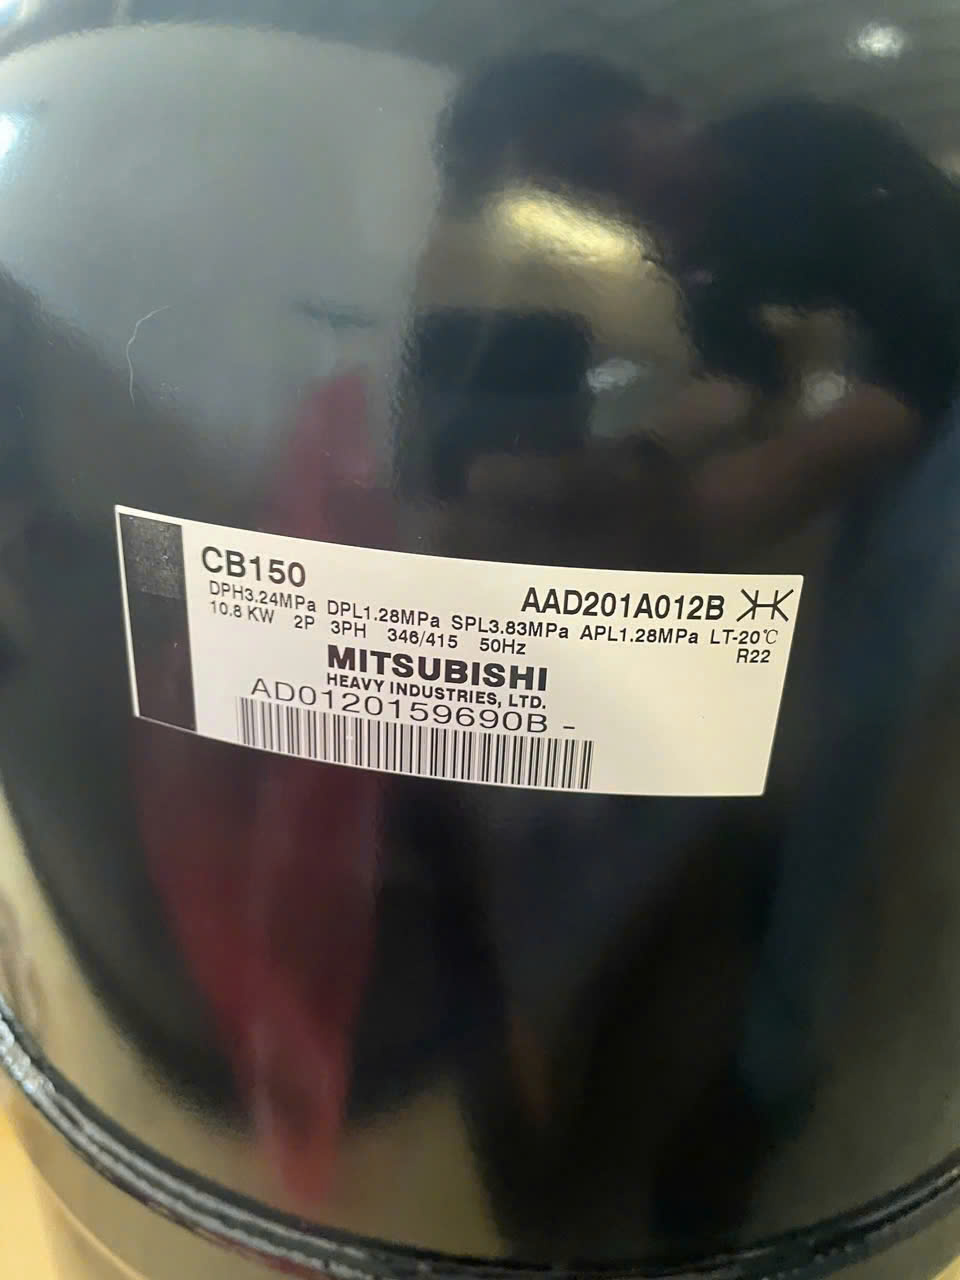 CB150
AAD201A012B
DPH3.24MPa DPL1.28MPa SPL3.83MPa APL1.28MPa LT-20℃
10.8 KW 2P 3PH 346/415 50Hz R22
MITSUBISHI
HEAVY INDUSTRIES, LTD.
AD0120159690B -